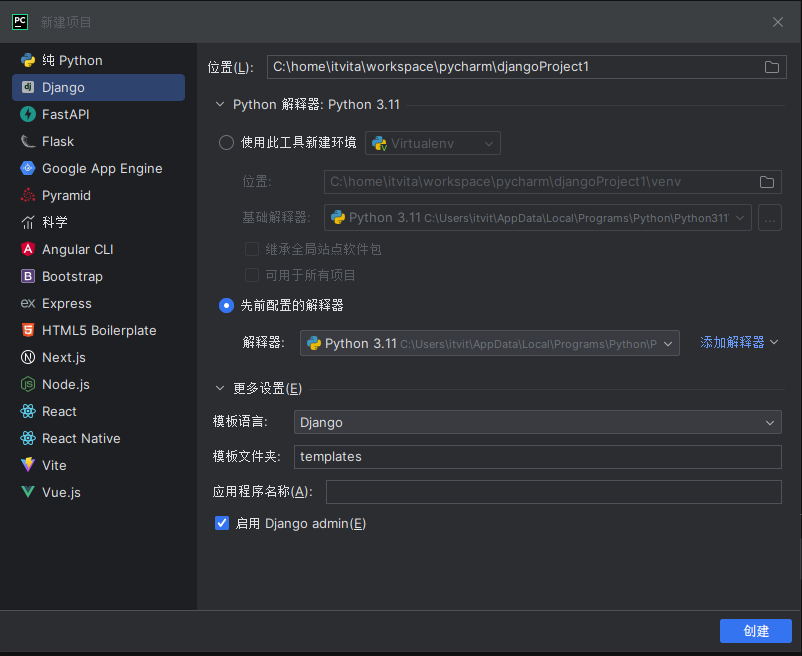 PC 新建项目
纯 Python
dj Django
FastAPI
Flask
Google App Engine
Pyramid
科学
Angular CLI
B Bootstrap
ex Express
HTML5 Boilerplate
Next.js
Node.js
React
React Native
Vite
Vue.js
位置(L): C:\home\itvita\workspace\pycharm\djangoProject1
Python 解释器: Python 3.11
使用此工具新建环境 Virtualenv
位置: C:\home\itvita\workspace\pycharm\djangoProject1\venv
基础解释器: Python 3.11 C:\Users\itvit\AppData\Local\Programs\Python\Python311 ...
继承全局站点软件包
可用于所有项目
先前配置的解释器
解释器: Python 3.11 C:\Users\itvit\AppData\Local\Programs\Python\P 添加解释器
更多设置(E)
模板语言: Django
模板文件夹: templates
应用程序名称(A):
启用 Django admin(E)
创建